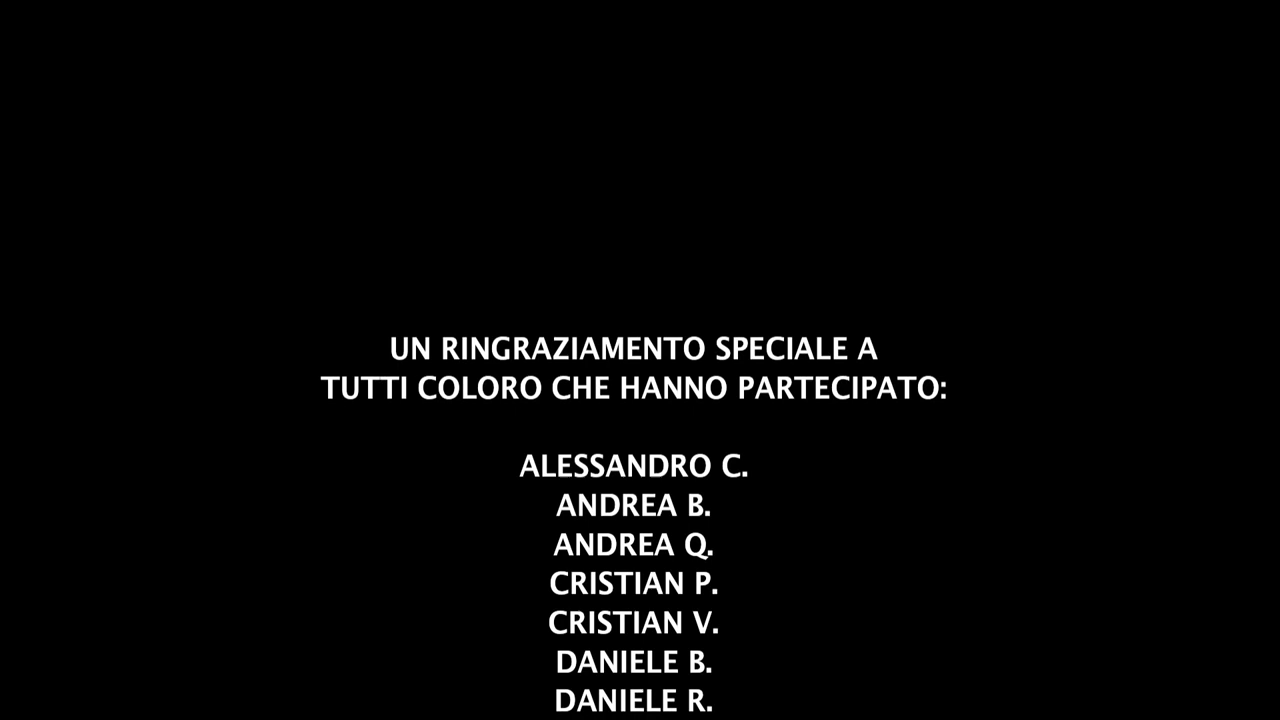 UN RINGRAZIAMENTO SPECIALE A
TUTTI COLORO CHE HANNO PARTECIPATO:
ALESSANDRO C.
ANDREA B.
ANDREA Q.
CRISTIAN P.
CRISTIAN V.
DANIELE B.
DANIELE R.